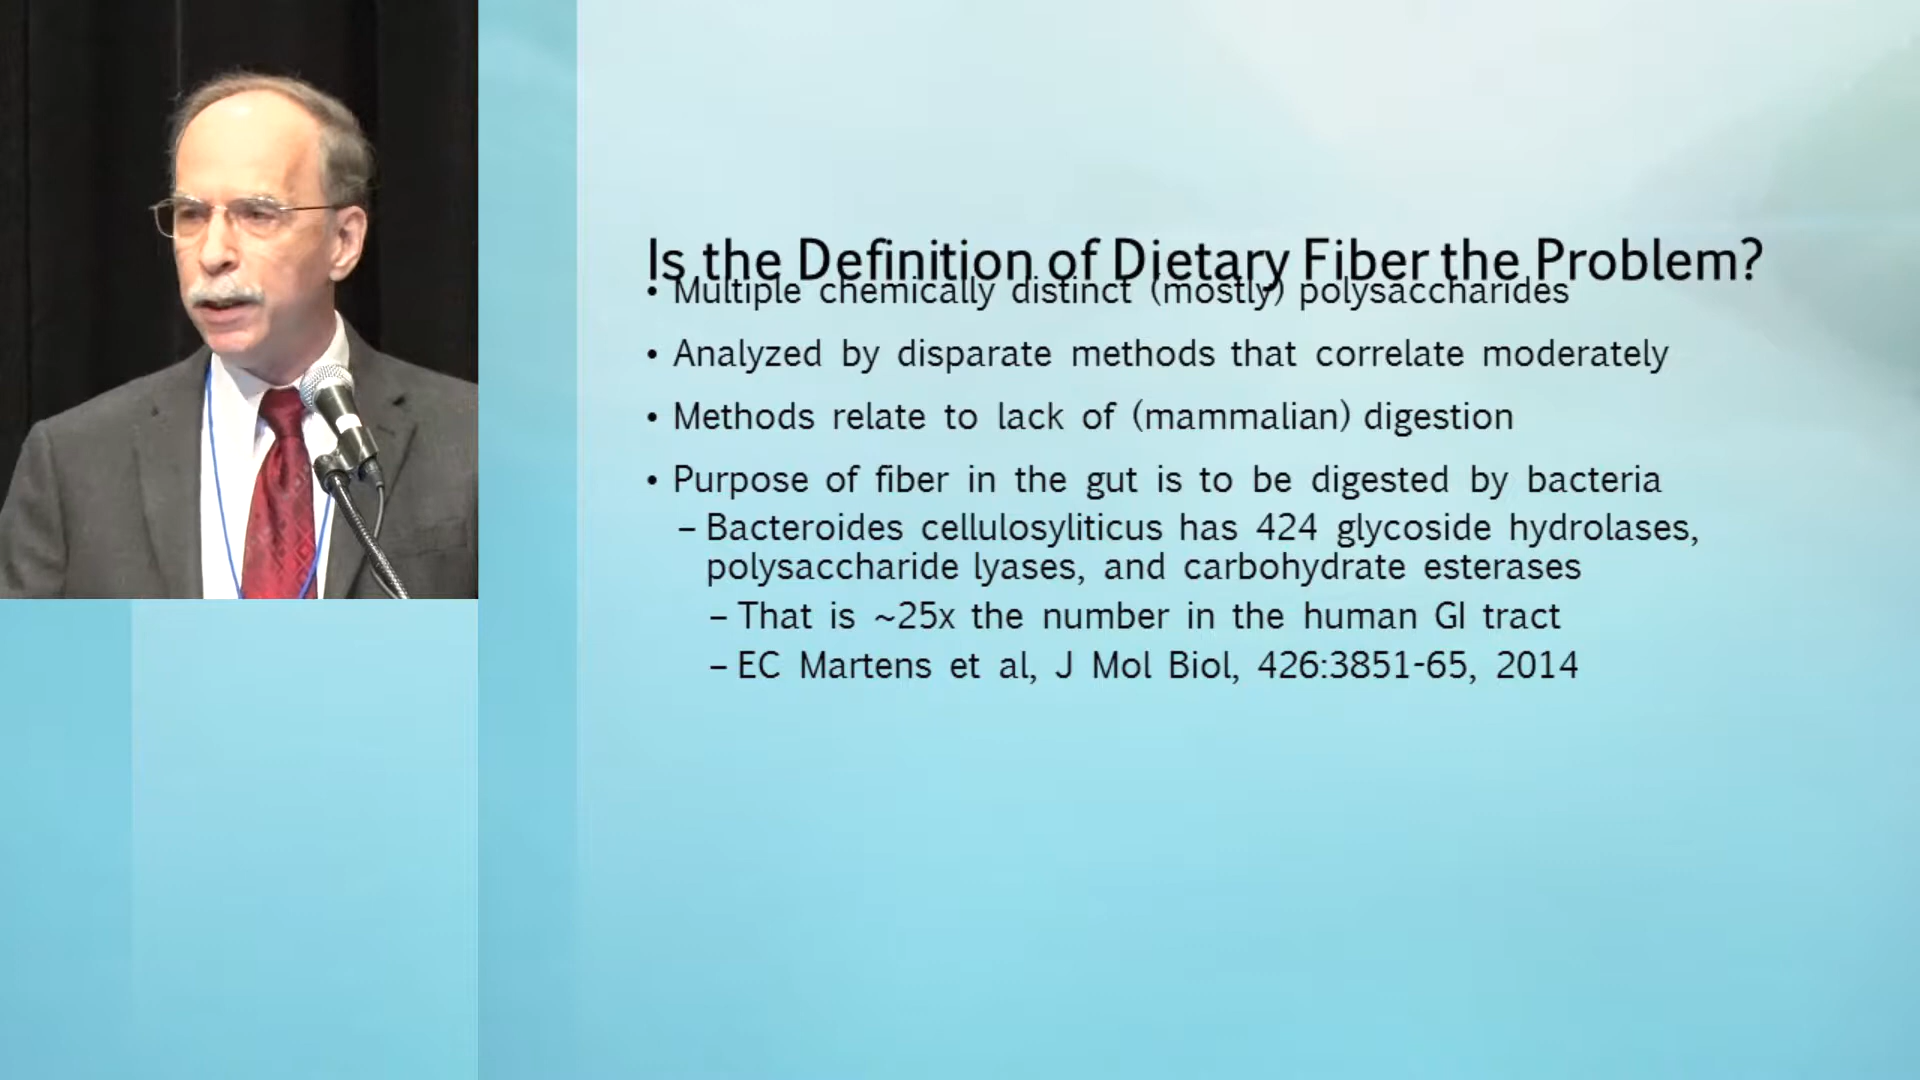 Is the Definition of Dietary Fiber the Problem?
• Multiple chemically distinct (mostly) polysaccharides
• Analyzed by disparate methods that correlate moderately
• Methods relate to lack of (mammalian) digestion
• Purpose of fiber in the gut is to be digested by bacteria
– Bacteroides cellulosyliticus has 424 glycoside hydrolases,
polysaccharide lyases, and carbohydrate esterases
– That is ~25x the number in the human GI tract
– EC Martens et al, J Mol Biol, 426:3851-65, 2014